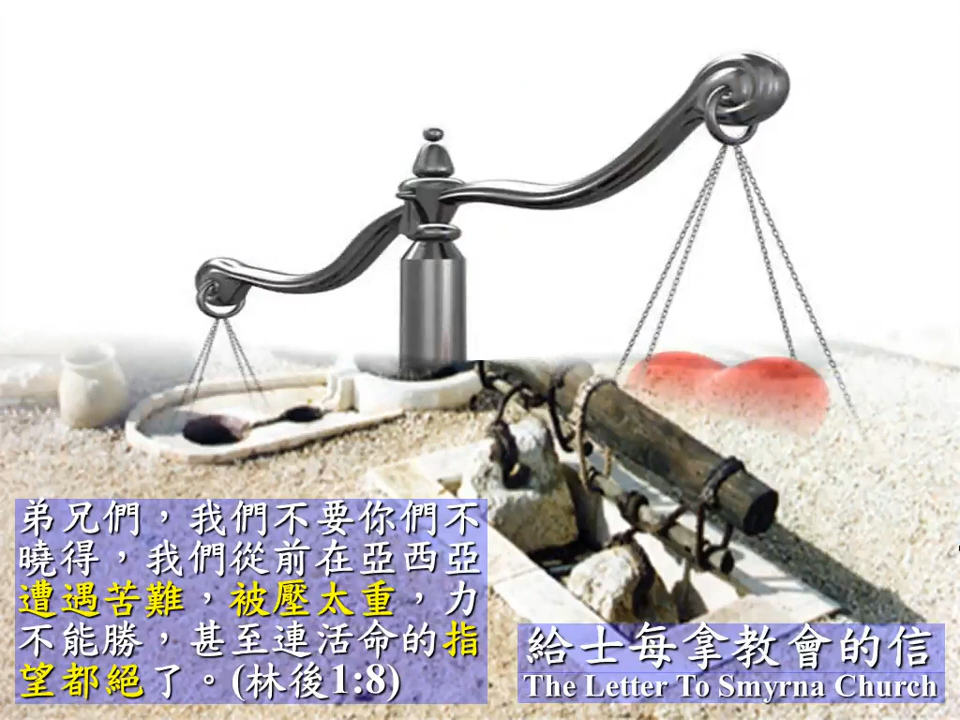 弟兄們，我們不要你們不
曉得，我們從前在亞西亞
遭遇苦難，被壓太重，力
不能勝，甚至連活命的指
望都絕了。(林後1:8)
給士每拿教會的信
The Letter To Smyrna Church